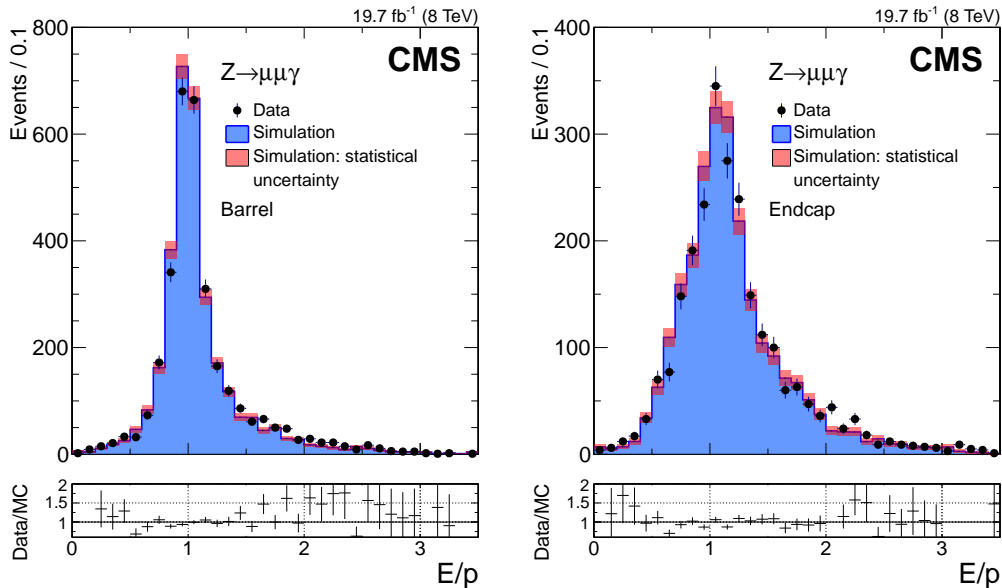 19.7 fb⁻¹ (8 TeV)
Events / 0.1
800
600
400
200
0
CMS
Z→μμγ
Data
Simulation
Simulation: statistical
uncertainty
Barrel
Data/MC
2
1.5
1
0 1 2 3
E/p
19.7 fb⁻¹ (8 TeV)
Events / 0.1
400
300
200
100
0
CMS
Z→μμγ
Data
Simulation
Simulation: statistical
uncertainty
Endcap
Data/MC
2
1.5
1
0 1 2 3
E/p